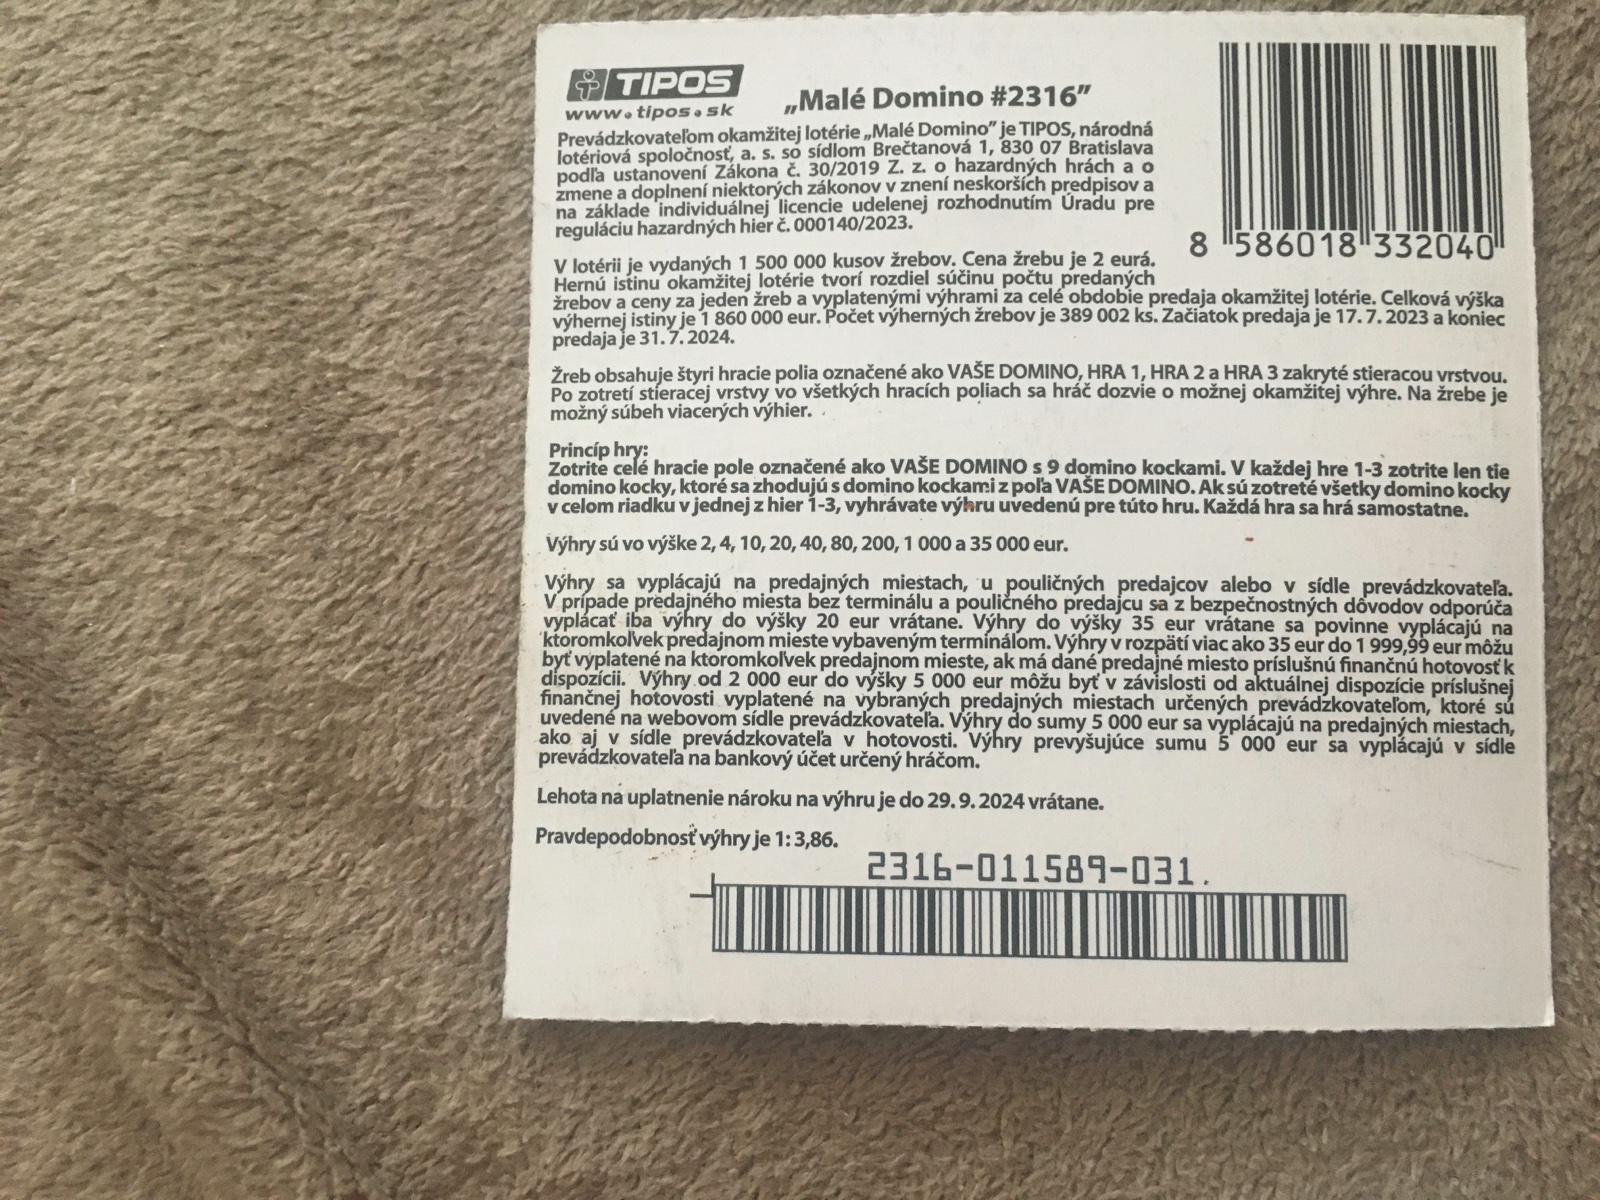 TIPOS
www.tipos.sk
„Malé Domino #2316”
Prevádzkovateľom okamžitej lotérie „Malé Domino” je TIPOS, národná
lotériová spoločnosť, a. s. so sídlom Brečtanová 1, 830 07 Bratislava
podľa ustanovení Zákona č. 30/2019 Z. z. o hazardných hrách a o
zmene a doplnení niektorých zákonov v znení neskorších predpisov a
na základe individuálnej licencie udelenej rozhodnutím Úradu pre
reguláciu hazardných hier č. 000140/2023.
8 586018 332040
V lotérii je vydaných 1 500 000 kusov žrebov. Cena žrebu je 2 eurá.
Hernú istinu okamžitej lotérie tvorí rozdiel súčinu počtu predaných
žrebov a ceny za jeden žreb a vyplatenými výhrami za celé obdobie predaja okamžitej lotérie. Celková výška
výhernej istiny je 1 860 000 eur. Počet výherných žrebov je 389 002 ks. Začiatok predaja je 17. 7. 2023 a koniec
predaja je 31. 7. 2024.
Žreb obsahuje štyri hracie polia označené ako VAŠE DOMINO, HRA 1, HRA 2 a HRA 3 zakryté stieracou vrstvou.
Po zotretí stieracej vrstvy vo všetkých hracích poliach sa hráč dozvie o možnej okamžitej výhre. Na žrebe je
možný súbeh viacerých výhier.
Princíp hry:
Zotrite celé hracie pole označené ako VAŠE DOMINO s 9 domino kockami. V každej hre 1-3 zotrite len tie
domino kocky, ktoré sa zhodujú s domino kockami z poľa VAŠE DOMINO. Ak sú zotreté všetky domino kocky
v celom riadku v jednej z hier 1-3, vyhrávate výhru uvedenú pre túto hru. Každá hra sa hrá samostatne.
Výhry sú vo výške 2, 4, 10, 20, 40, 80, 200, 1 000 a 35 000 eur.
Výhry sa vyplácajú na predajných miestach, u pouličných predajcov alebo v sídle prevádzkovateľa.
V prípade predajného miesta bez terminálu a pouličného predajcu sa z bezpečnostných dôvodov odporúča
vyplácať iba výhry do výšky 20 eur vrátane. Výhry do výšky 35 eur vrátane sa povinne vyplácajú na
ktoromkoľvek predajnom mieste vybaveným terminálom. Výhry v rozpätí viac ako 35 eur do 1 999,99 eur môžu
byť vyplatené na ktoromkoľvek predajnom mieste, ak má dané predajné miesto príslušnú finančnú hotovosť k
dispozícii. Výhry od 2 000 eur do výšky 5 000 eur môžu byť v závislosti od aktuálnej dispozície príslušnej
finančnej hotovosti vyplatené na vybraných predajných miestach určených prevádzkovateľom, ktoré sú
uvedené na webovom sídle prevádzkovateľa. Výhry do sumy 5 000 eur sa vyplácajú na predajných miestach,
ako aj v sídle prevádzkovateľa v hotovosti. Výhry prevyšujúce sumu 5 000 eur sa vyplácajú v sídle
prevádzkovateľa na bankový účet určený hráčom.
Lehota na uplatnenie nároku na výhru je do 29. 9. 2024 vrátane.
Pravdepodobnosť výhry je 1: 3,86.
2316-011589-031.